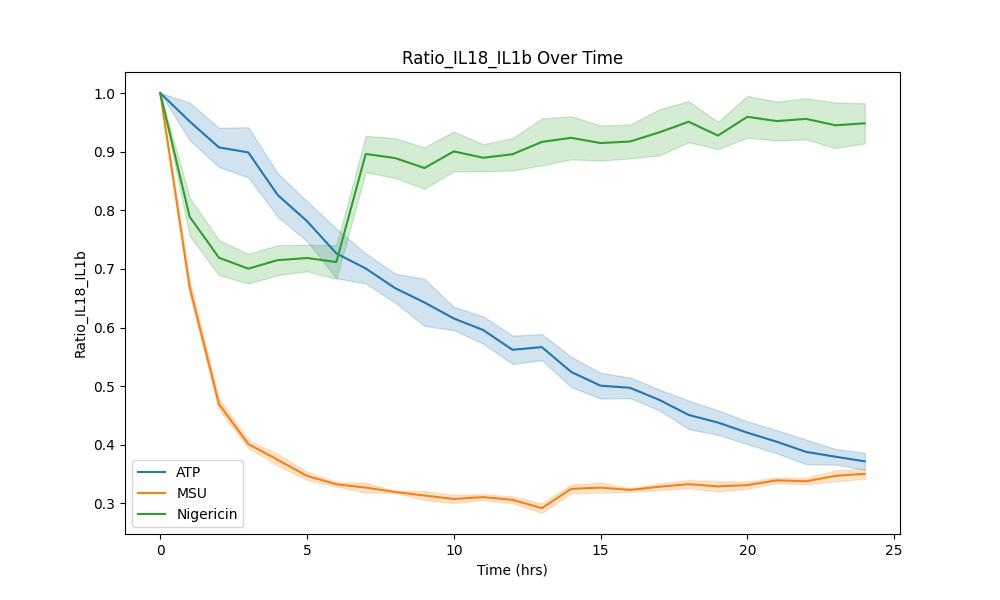 Ratio_IL18_IL1b Over Time
Ratio_IL18_IL1b
1.0
0.9
0.8
0.7
0.6
0.5
0.4
0.3
ATP
MSU
Nigericin
0 5 10 15 20 25
Time (hrs)